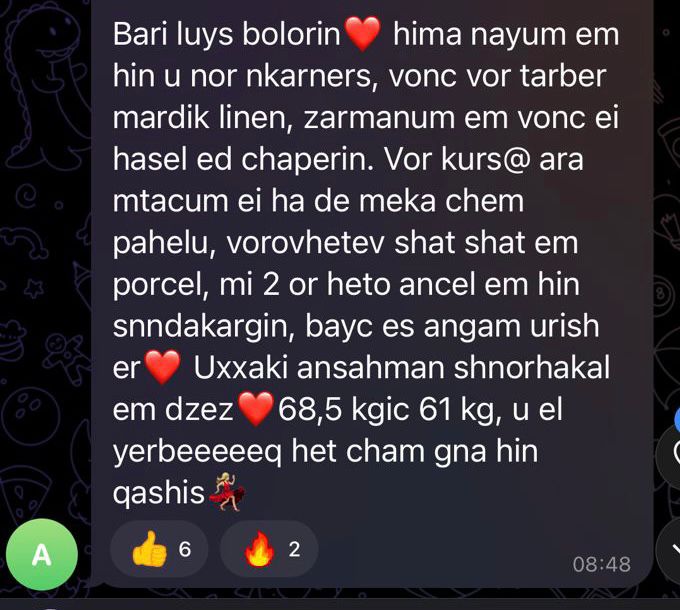 Bari luys bolorin❤️ hima nayum em
hin u nor nkarners, vonc vor tarber
mardik linen, zarmanum em vonc ei
hasel ed chaperin. Vor kurs@ ara
mtacum ei ha de meka chem
pahelu, vorovhetev shat shat em
porcel, mi 2 or heto ancel em hin
snndakargin, bayc es angam urish
er❤️ Uxxaki ansahman shnorhakal
em dzez❤️68,5 kgic 61 kg, u el
yerbeeeeeq het cham gna hin
qashis💃
👍 6 🔥 2
08:48
A